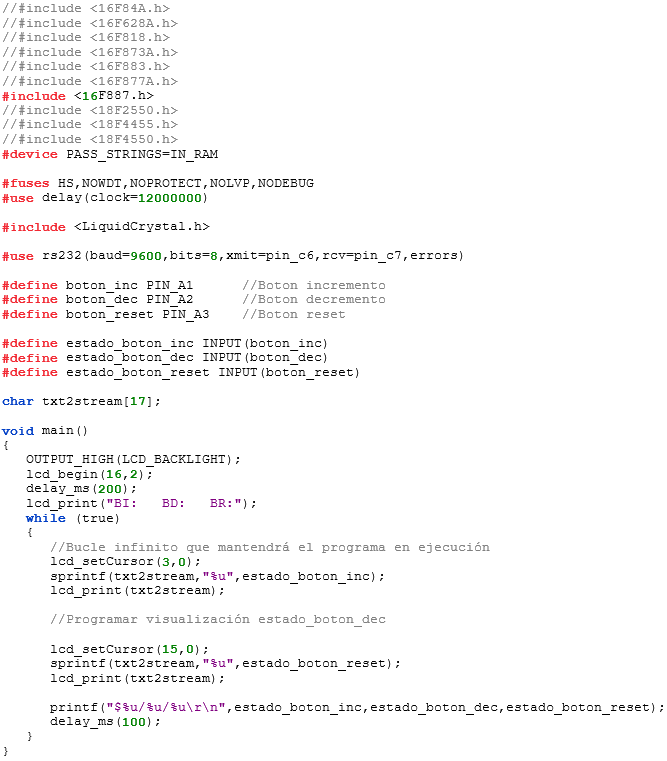 //#include <16F84A.h>
//#include <16F628A.h>
//#include <16F818.h>
//#include <16F873A.h>
//#include <16F883.h>
//#include <16F877A.h>
#include <16F887.h>
//#include <18F2550.h>
//#include <18F4455.h>
//#include <18F4550.h>
#device PASS_STRINGS=IN_RAM

#fuses HS,NOWDT,NOPROTECT,NOLVP,NODEBUG
#use delay(clock=12000000)

#include <LiquidCrystal.h>

#use rs232(baud=9600,bits=8,xmit=pin_c6,rcv=pin_c7,errors)

#define boton_inc PIN_A1      //Boton incremento
#define boton_dec PIN_A2      //Boton decremento
#define boton_reset PIN_A3    //Boton reset

#define estado_boton_inc INPUT(boton_inc)
#define estado_boton_dec INPUT(boton_dec)
#define estado_boton_reset INPUT(boton_reset)

char txt2stream[17];

void main()
{
   OUTPUT_HIGH(LCD_BACKLIGHT);
   lcd_begin(16,2);
   delay_ms(200);
   lcd_print("BI:   BD:   BR:");
   while (true)
   {
      //Bucle infinito que mantendrá el programa en ejecución
      lcd_setCursor(3,0);
      sprintf(txt2stream,"%u",estado_boton_inc);
      lcd_print(txt2stream);

      //Programar visualización estado_boton_dec

      lcd_setCursor(15,0);
      sprintf(txt2stream,"%u",estado_boton_reset);
      lcd_print(txt2stream);

      printf("$%u/%u/%u\r\n",estado_boton_inc,estado_boton_dec,estado_boton_reset);
      delay_ms(100);
   }
}